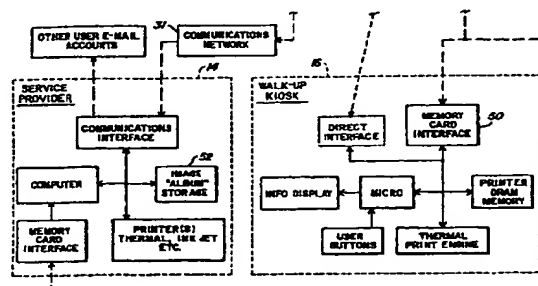 31
OTHER USER E-MAIL
ACCOUNTS
COMMUNICATIONS
NETWORK
14
SERVICE
PROVIDER
COMMUNICATIONS
INTERFACE
52
COMPUTER
IMAGE
"ALBUM"
STORAGE
MEMORY
CARD
INTERFACE
PRINTER(S)
THERMAL, INK JET
ETC.
16
WALK-UP
KIOSK
DIRECT
INTERFACE
MEMORY
CARD
INTERFACE
50
INFO DISPLAY
MICRO
PRINTER
DRAM
MEMORY
USER
BUTTONS
THERMAL
PRINT ENGINE